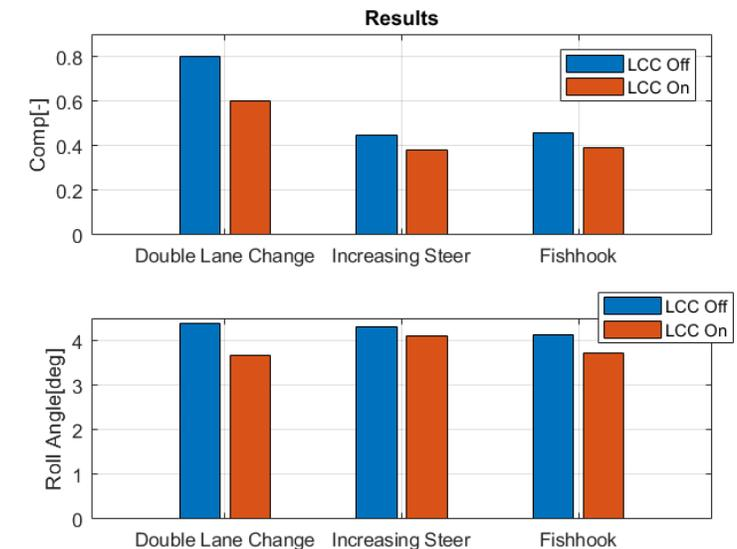 Results
LCC Off
LCC On
Comp[-]
0.8
0.6
0.4
0.2
0
Double Lane Change Increasing Steer Fishhook
LCC Off
LCC On
Roll Angle[deg]
4
3
2
1
0
Double Lane Change Increasing Steer Fishhook